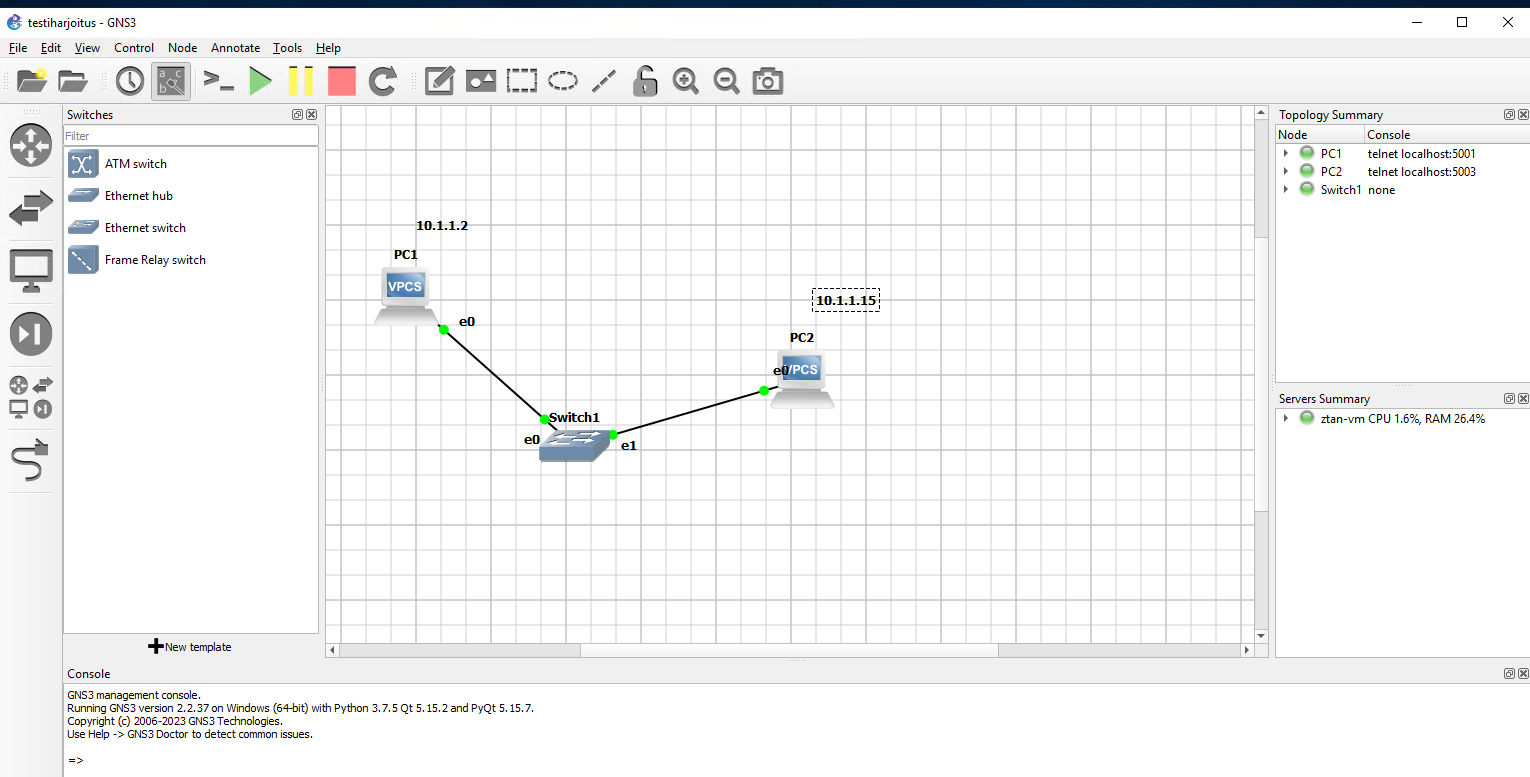 testiharjoitus - GNS3
File Edit View Control Node Annotate Tools Help
Switches
Filter
ATM switch
Ethernet hub
Ethernet switch
Frame Relay switch
New template
10.1.1.2
PC1
VPCS
e0
10.1.1.15
PC2
e0 VPCS
Switch1
e0
e1
Topology Summary
Node Console
PC1 telnet localhost:5001
PC2 telnet localhost:5003
Switch1 none
Servers Summary
ztan-vm CPU 1.6%, RAM 26.4%
Console
GNS3 management console.
Running GNS3 version 2.2.37 on Windows (64-bit) with Python 3.7.5 Qt 5.15.2 and PyQt 5.15.7.
Copyright (c) 2006-2023 GNS3 Technologies.
Use Help -> GNS3 Doctor to detect common issues.
=>